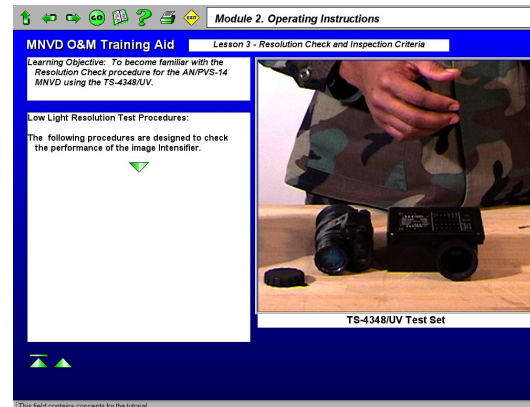 GO
EXIT
Module 2. Operating Instructions
MNVD O&M Training Aid
Lesson 3 - Resolution Check and Inspection Criteria
Learning Objective: To become familiar with the
Resolution Check procedure for the AN/PVS-14
MNVD using the TS-4348/UV.
Low Light Resolution Test Procedures:
The following procedures are designed to check
the performance of the image Intensifier.
TS-4348/UV Test Set
This field contains concepts for the tutorial